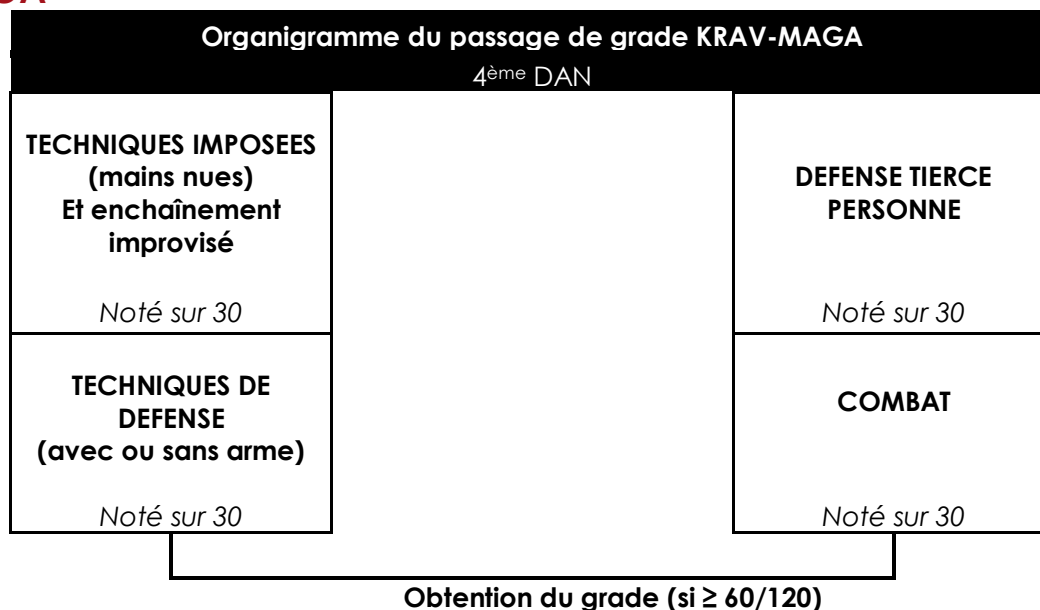 Organigramme du passage de grade KRAV-MAGA
4ème DAN
TECHNIQUES IMPOSEES
(mains nues)
Et enchaînement
improvisé
Noté sur 30
DEFENSE TIERCE
PERSONNE
Noté sur 30
TECHNIQUES DE
DEFENSE
(avec ou sans arme)
Noté sur 30
COMBAT
Noté sur 30
Obtention du grade (si ≥ 60/120)